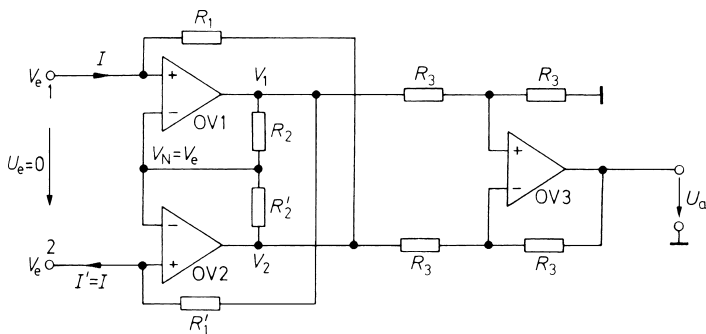 R1
Ve
1
I
+
−
OV1
V1
R2
R3
R3
Ue=0
VN=Ve
+
−
OV3
Ua
R2'
2
Ve
I'=I
−
+
OV2
V2
R3
R3
R1'